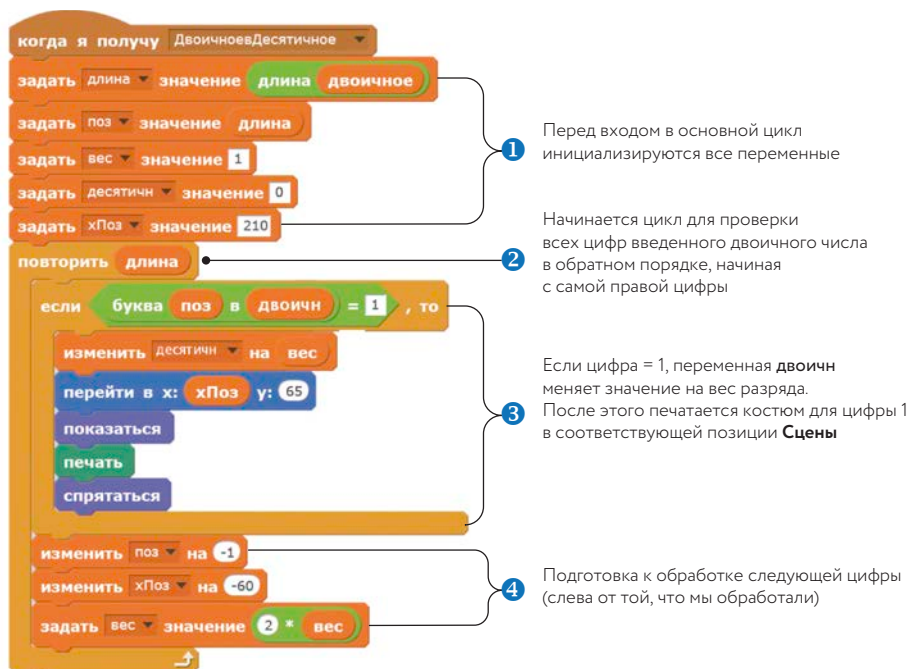 когда я получу ДвоичноевДесятичное
задать длина значение длина двоичное
задать поз значение длина
задать вес значение 1
задать десятичн значение 0
задать хПоз значение 210
повторить длина
если буква поз в двоичн = 1 , то
изменить десятичн на вес
перейти в x: хПоз y: 65
показаться
печать
спрятаться
изменить поз на -1
изменить хПоз на -60
задать вес значение 2 * вес
1
Перед входом в основной цикл
инициализируются все переменные
2
Начинается цикл для проверки
всех цифр введенного двоичного числа
в обратном порядке, начиная
с самой правой цифры
3
Если цифра = 1, переменная двоичн
меняет значение на вес разряда.
После этого печатается костюм для цифры 1
в соответствующей позиции Сцены
4
Подготовка к обработке следующей цифры
(слева от той, что мы обработали)